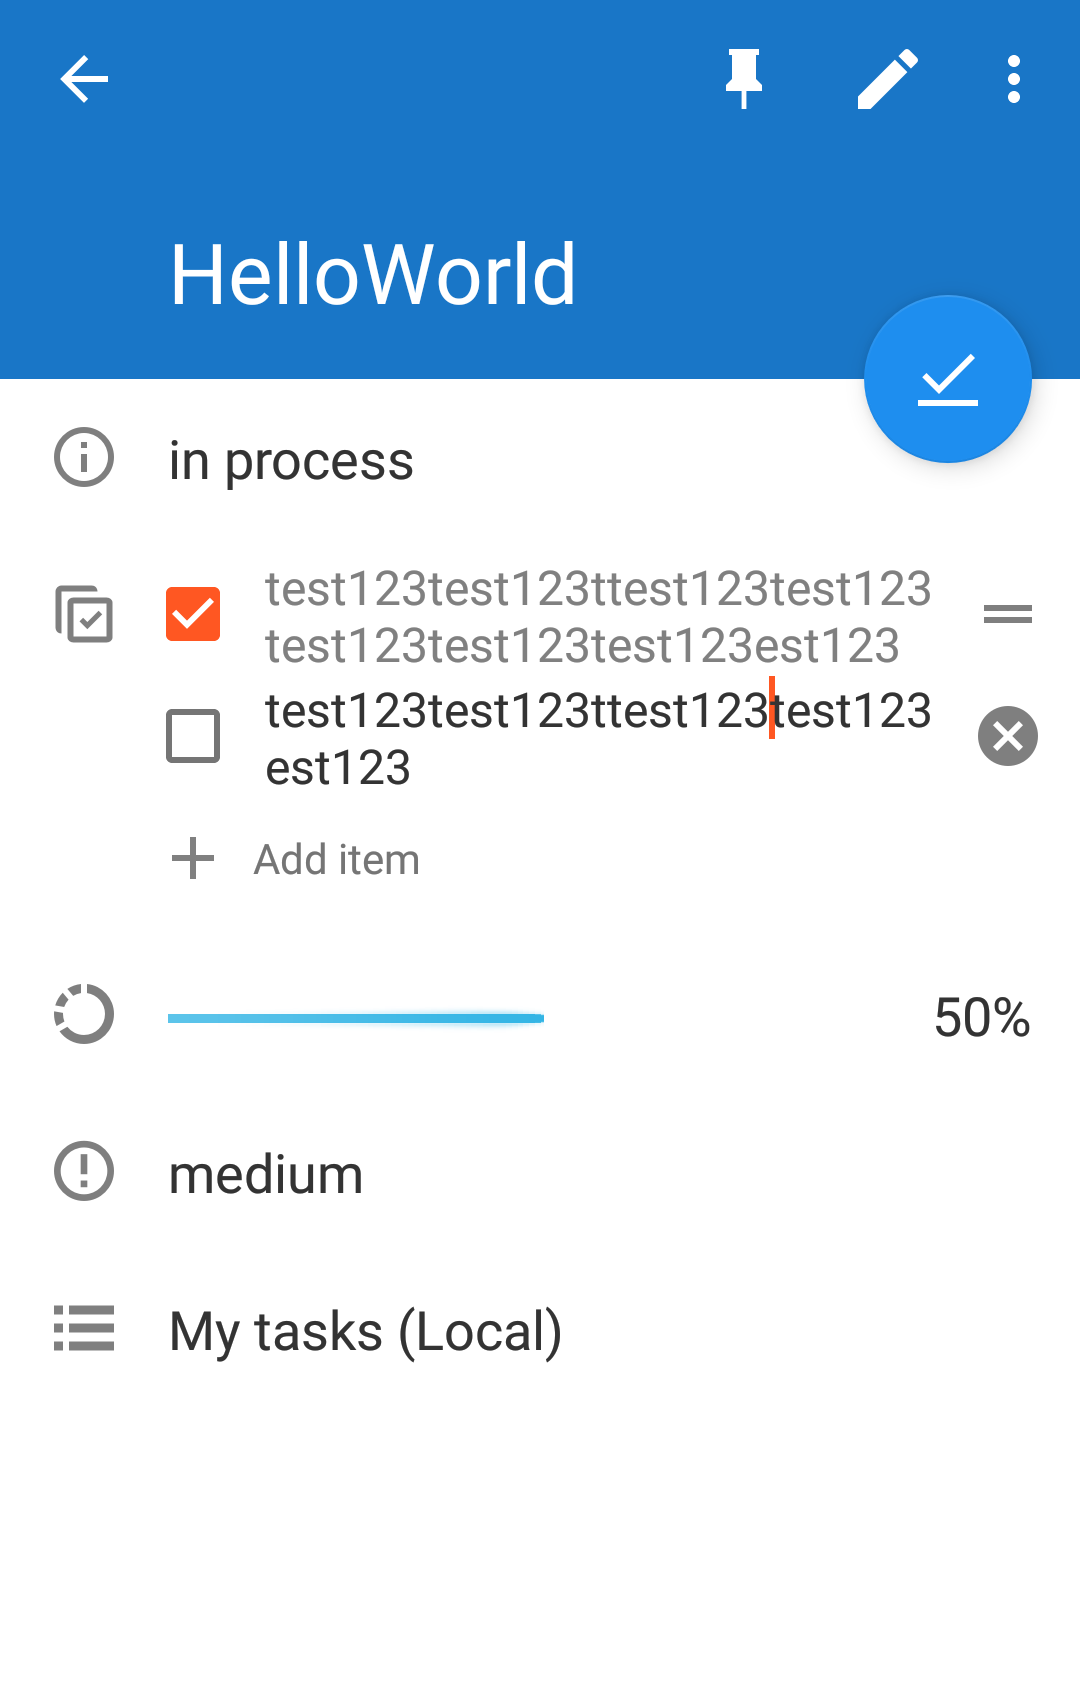 HelloWorld
in process
test123test123ttest123test123
test123test123test123est123
test123test123ttest123test123
est123
Add item
50%
medium
My tasks (Local)